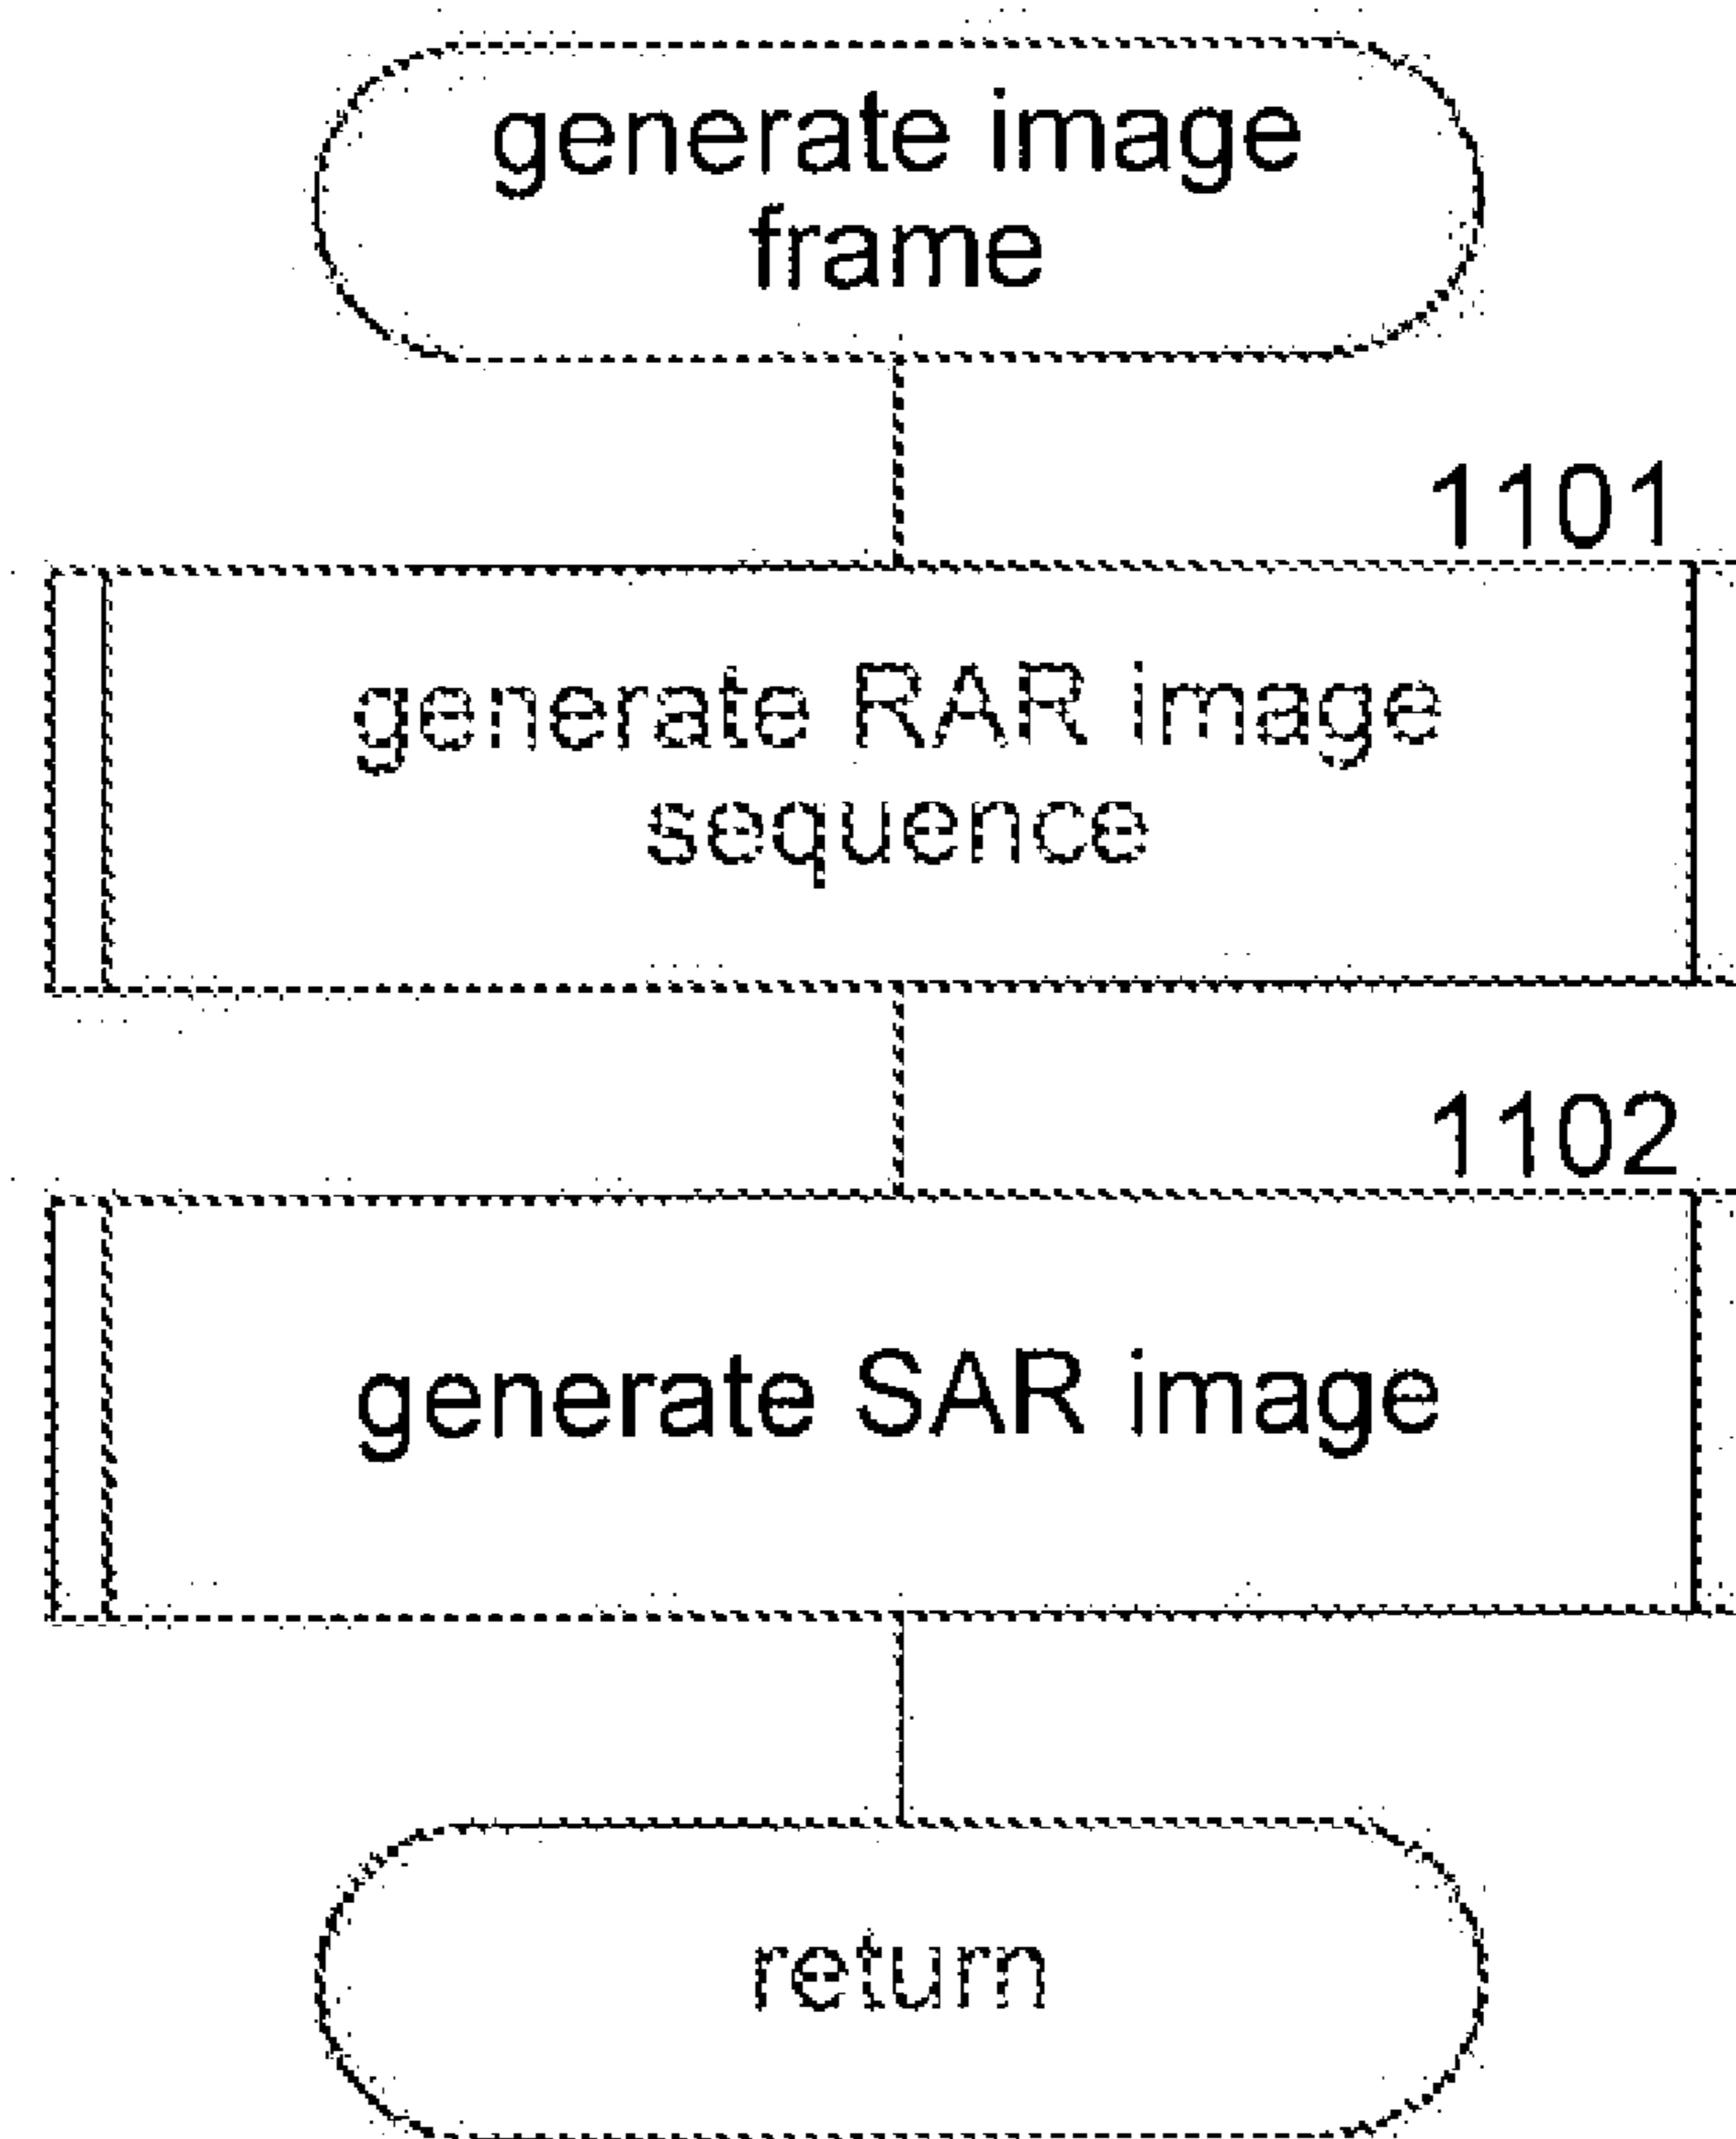 generate image
frame
1101
generate RAR image
sequence
1102
generate SAR image
return